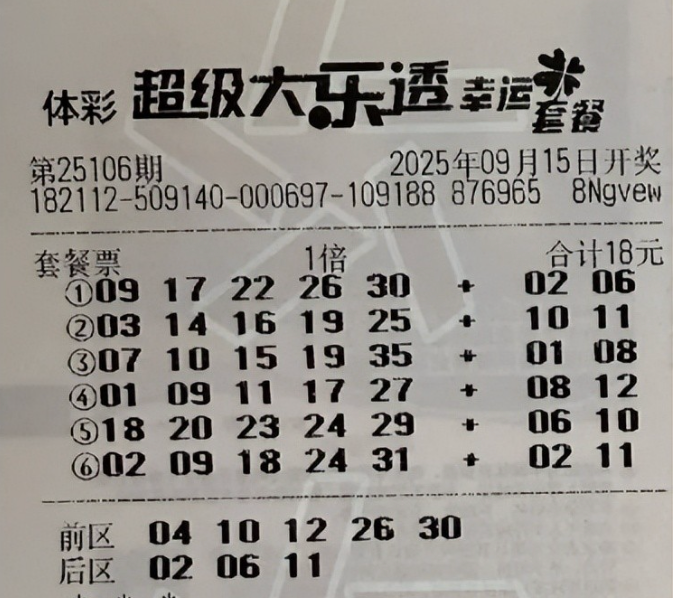 体彩 超级大乐透 幸运套餐
第25106期 2025年09月15日开奖
182112-509140-000697-109188 876965 8Ngvew
套餐票 1倍 合计18元
①09 17 22 26 30 + 02 06
②03 14 16 19 25 + 10 11
③07 10 15 19 35 + 01 08
④01 09 11 17 27 + 08 12
⑤18 20 23 24 29 + 06 10
⑥02 09 18 24 31 + 02 11
前区 04 10 12 26 30
后区 02 06 11